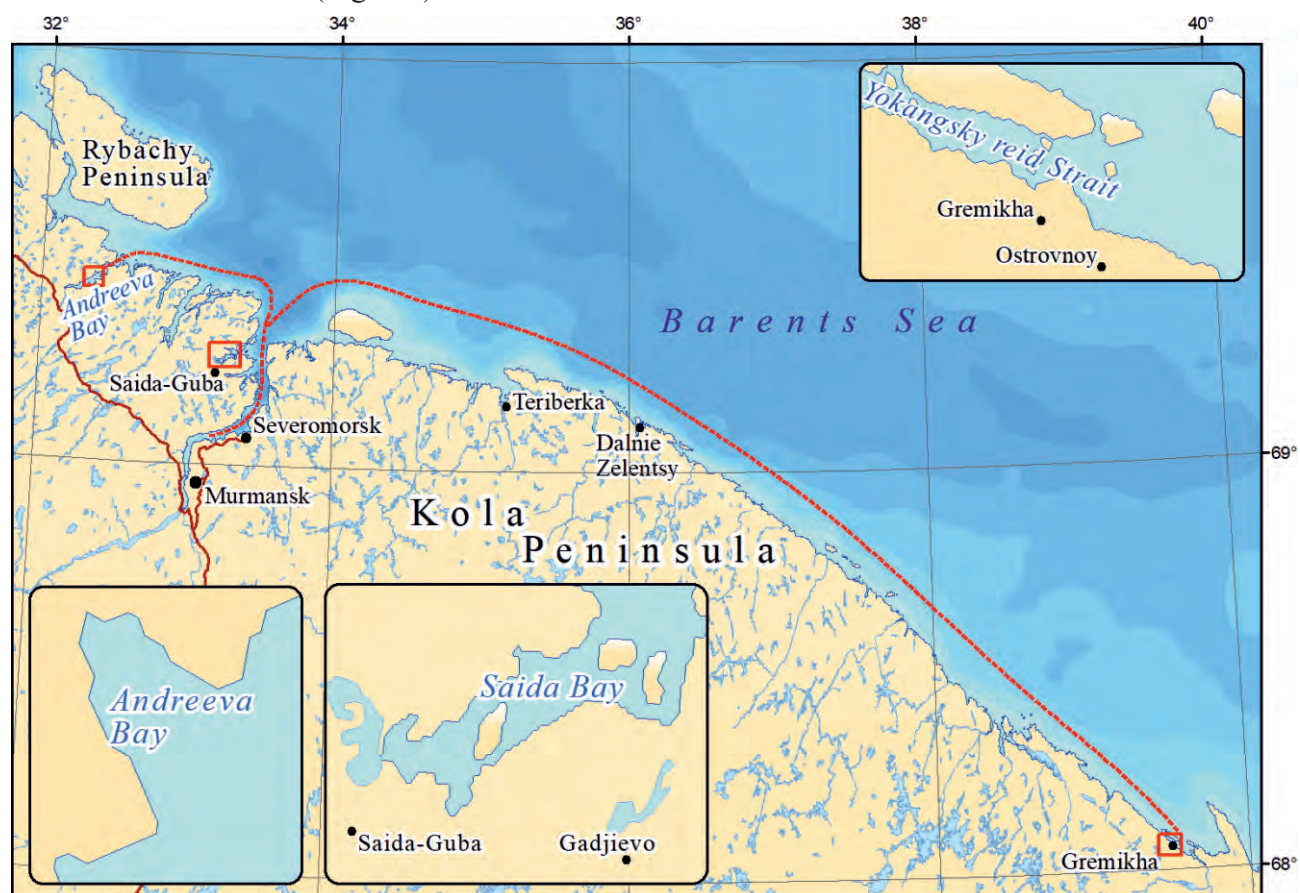 32°
34°
36°
38°
40°
Rybachy
Peninsula
Yokangsky reid Strait
Gremikha
Ostrovnoy
Andreeva
Bay
Barents Sea
Saida-Guba
Teriberka
Severomorsk
Dalnie
Zelentsy
69°
Murmansk
Kola
Peninsula
Andreeva
Bay
Saida Bay
Saida-Guba
Gadjievo
Gremikha
68°